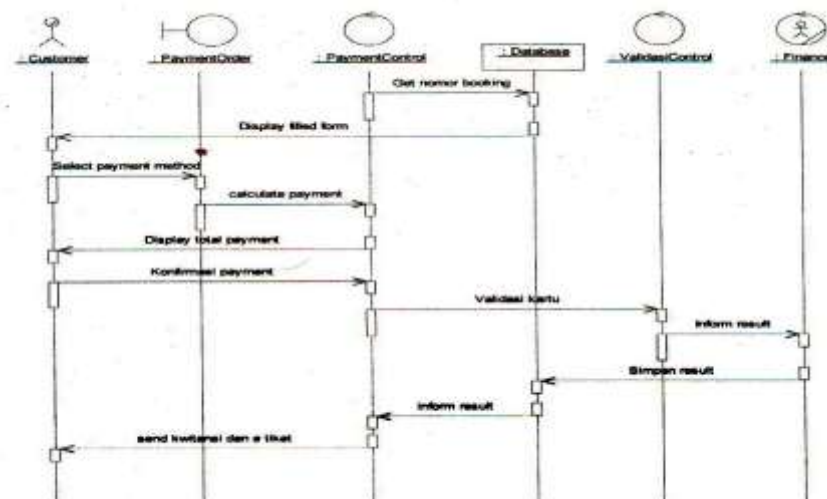 : Customer
: PaymentOrder
: PaymentControl
: Database
: ValidasiControl
: Finance
Get nomor booking
Display filled form
Select payment method
calculate payment
Display total payment
Konfirmasi payment
Validasi kartu
Inform result
Simpan result
Inform result
send kwitansi dan e tiket